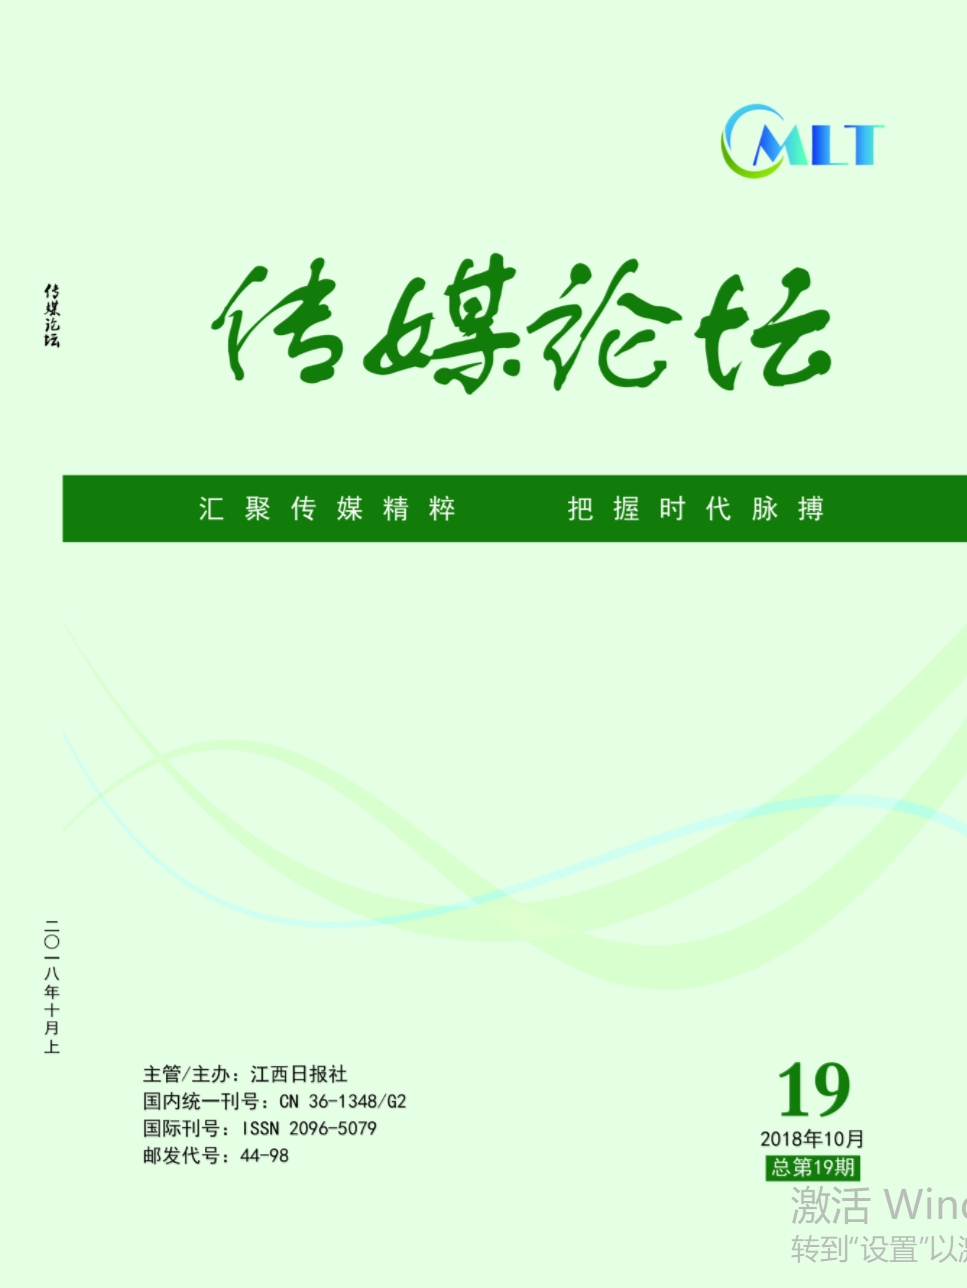 MLT
传媒论坛
传媒论坛
汇聚传媒精粹 把握时代脉搏
二〇一八年十月上
主管/主办：江西日报社
国内统一刊号：CN 36-1348/G2
国际刊号：ISSN 2096-5079
邮发代号：44-98
19
2018年10月
总第19期
激活 Wind
转到“设置”以激